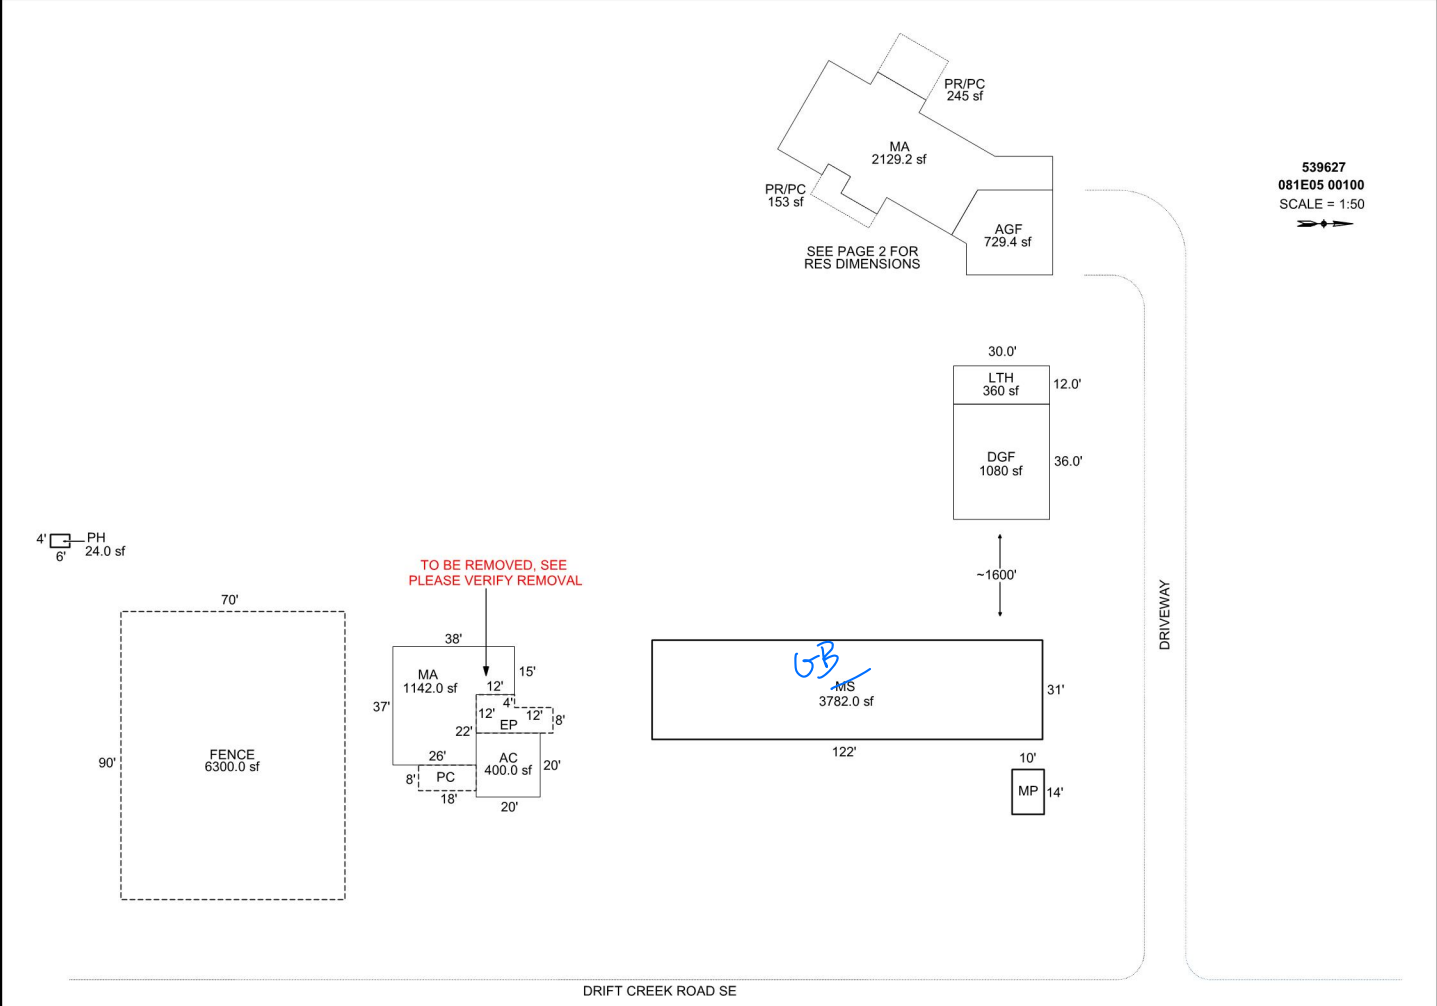 PR/PC
245 sf
MA
2129.2 sf
539627
081E05 00100
SCALE = 1:50
PR/PC
153 sf
AGF
729.4 sf
SEE PAGE 2 FOR
RES DIMENSIONS
30.0'
LTH
360 sf
12.0'
DGF
1080 sf
36.0'
4'
PH
24.0 sf
6'
TO BE REMOVED, SEE
PLEASE VERIFY REMOVAL
~1600'
DRIVEWAY
70'
38'
MA
1142.0 sf
15'
12'
4'
37'
12'
12'
8'
EP
22'
GB
MS
3782.0 sf
31'
122'
90'
FENCE
6300.0 sf
26'
AC
400.0 sf
20'
8'
PC
18'
20'
10'
MP
14'
DRIFT CREEK ROAD SE